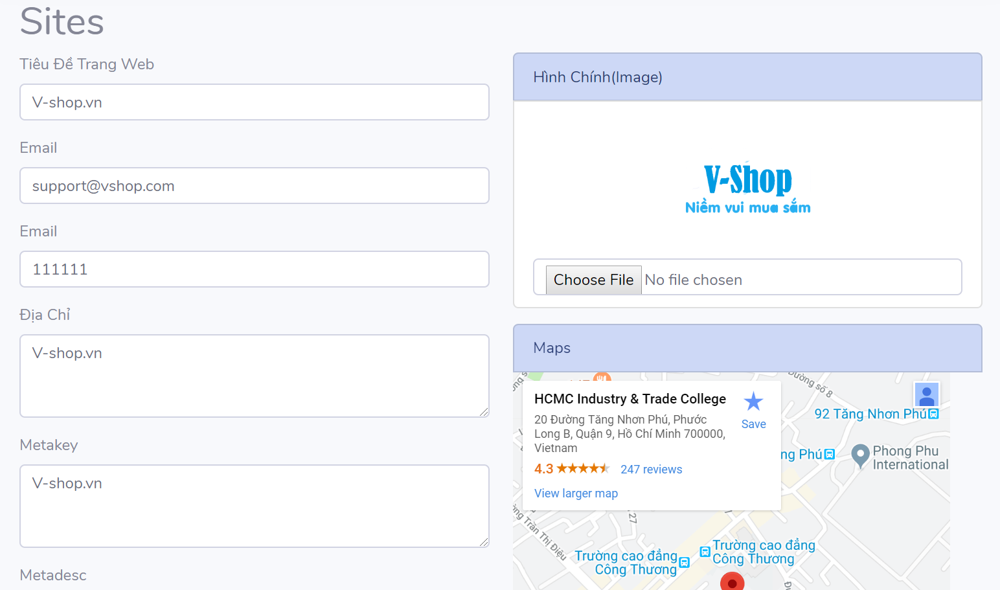 Sites
Tiêu Đề Trang Web
V-shop.vn
Email
support@vshop.com
Email
111111
Địa Chỉ
V-shop.vn
Metakey
V-shop.vn
Metadesc
Hình Chính(Image)
V-Shop
Niềm vui mua sắm
Choose File No file chosen
Maps
HCMC Industry & Trade College
20 Đường Tăng Nhơn Phú, Phước
Long B, Quận 9, Hồ Chí Minh 700000,
Vietnam
4.3 247 reviews
View larger map
Save
Đường số 8
92 Tăng Nhơn Phú
ng Phú
Phong Phu
International
27
ờng Trần Thị Điệu
Trường cao đẳng
Công Thương
Trường cao đẳng
Công Thương